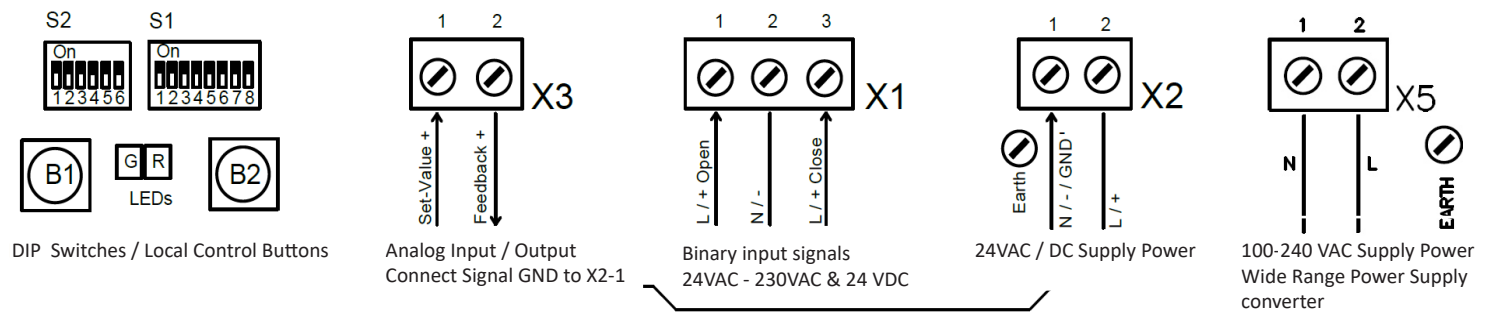 S2
S1
On
On
123456
12345678
B1
G R
B2
LEDs
DIP Switches / Local Control Buttons
1 2
X3
Set-Value +
Feedback +
Analog Input / Output
Connect Signal GND to X2-1
1 2 3
X1
L / + Open
N / -
L / + Close
Binary input signals
24VAC - 230VAC & 24 VDC
1 2
X2
Earth
N / - / GND'
L / +
24VAC / DC Supply Power
1 2
X5
N
L
EARTH
100-240 VAC Supply Power
Wide Range Power Supply
converter